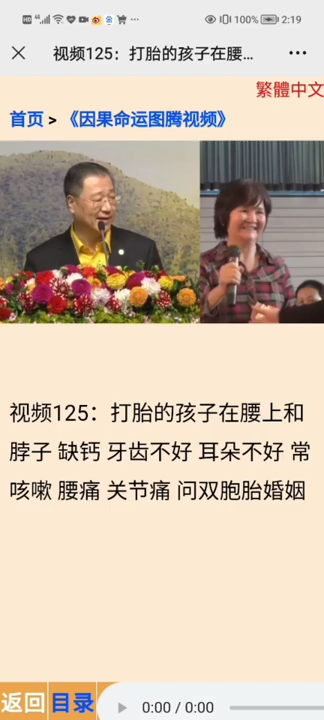 100% 2:19
视频125：打胎的孩子在腰...
繁體中文
首页 > 《因果命运图腾视频》
视频125：打胎的孩子在腰上和
脖子 缺钙 牙齿不好 耳朵不好 常
咳嗽 腰痛 关节痛 问双胞胎婚姻
返回 目录 0:00 / 0:00